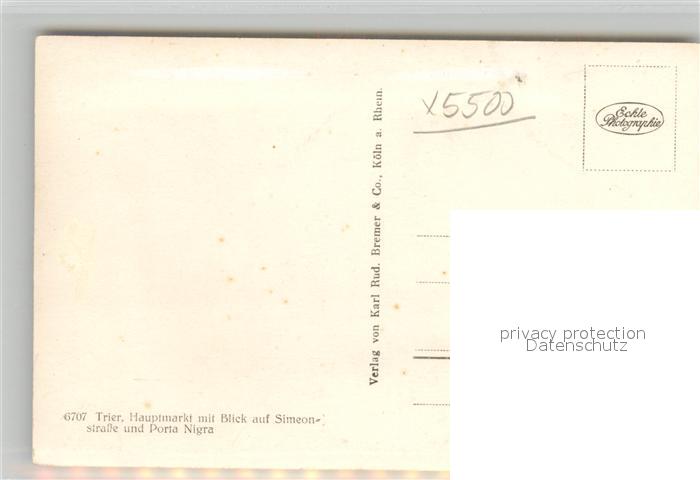 x5500
Echte
Photographie
Verlag von Karl Rud. Bremer & Co., Köln a. Rhein.
privacy protection
Datenschutz
6707 Trier, Hauptmarkt mit Blick auf Simeon-
straße und Porta Nigra